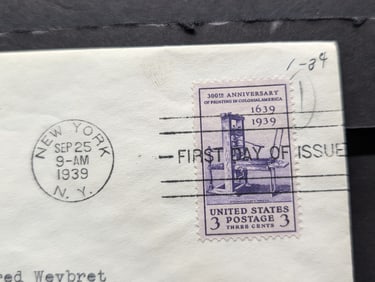 1-34
NEW YORK
SEP 25
9-AM
1939
N. Y.
FIRST DAY OF ISSUE
300TH ANNIVERSARY
OF PRINTING IN COLONIAL AMERICA
1639
1939
UNITED STATES
3 POSTAGE 3
THREE CENTS
red Weybret